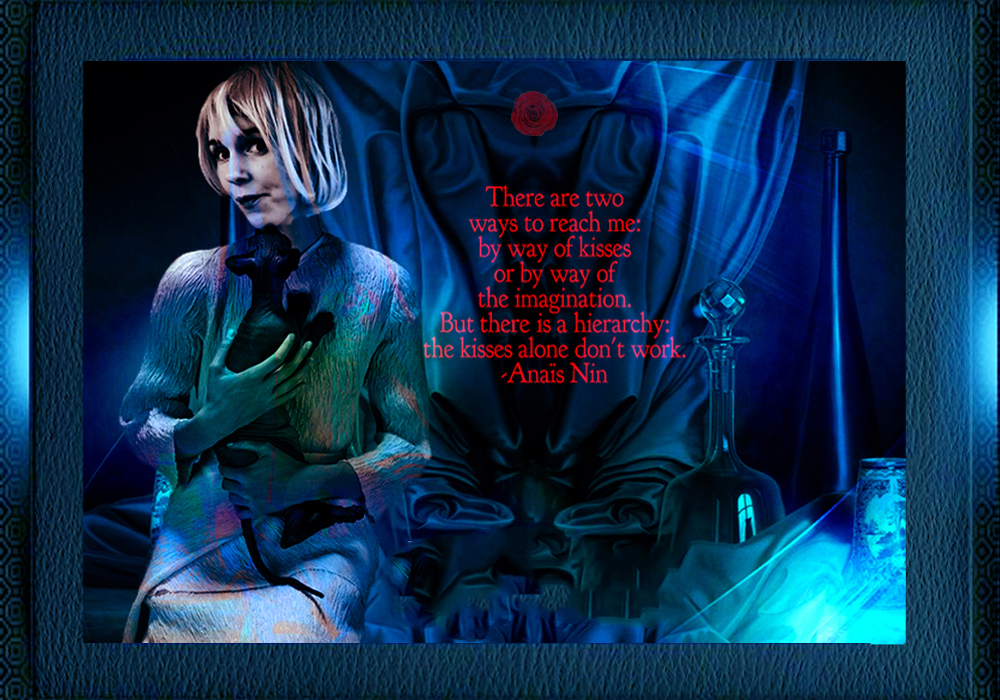 There are two
ways to reach me:
by way of kisses
or by way of
the imagination.
But there is a hierarchy:
the kisses alone don't work.
-Anaïs Nin